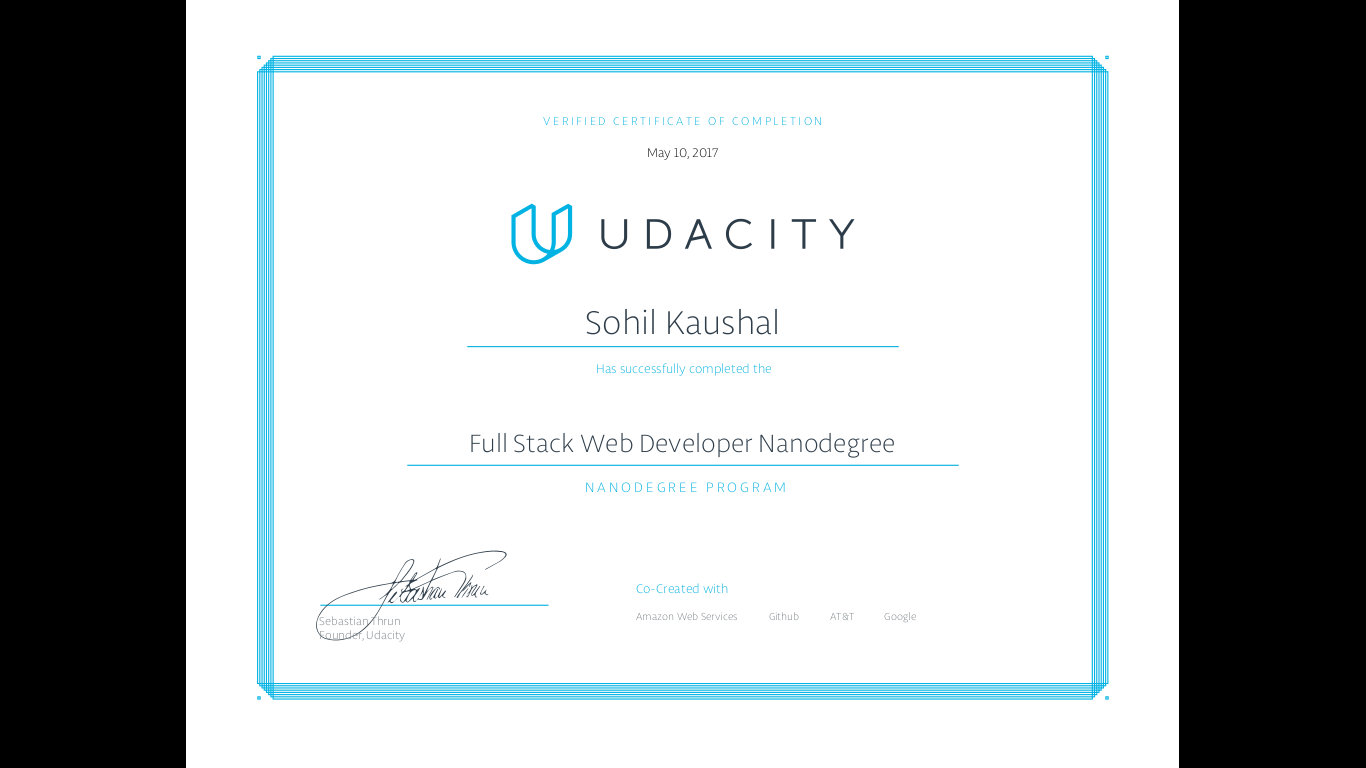 VERIFIED CERTIFICATE OF COMPLETION
May 10, 2017
UDACITY
Sohil Kaushal
Has successfully completed the
Full Stack Web Developer Nanodegree
NANODEGREE PROGRAM
Sebastian Thrun
Sebastian Thrun
Founder, Udacity
Co-Created with
Amazon Web Services Github AT&T Google